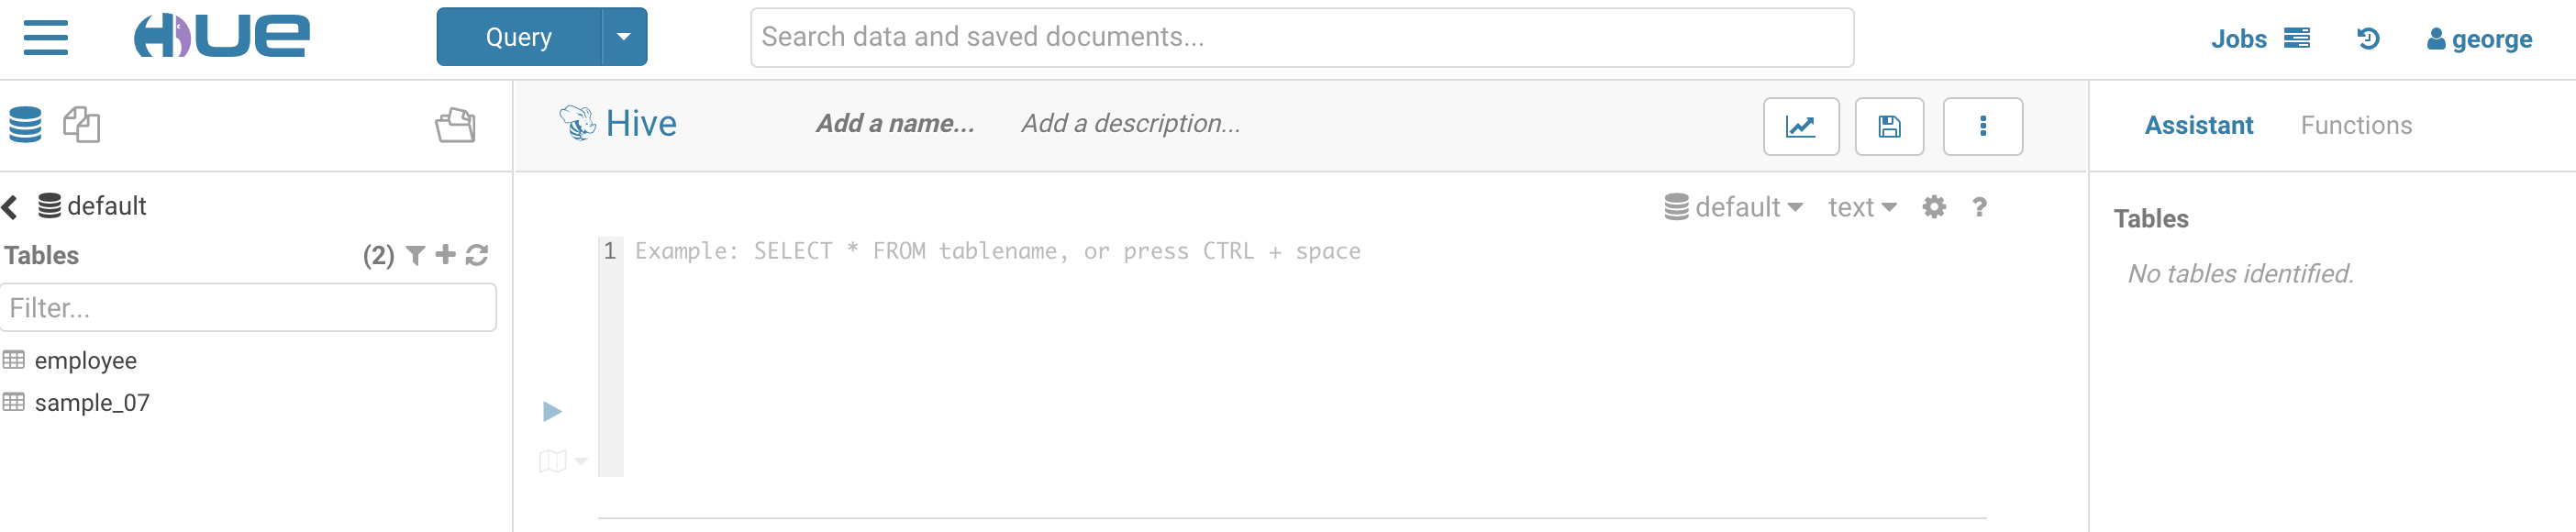 HUE
Query
Search data and saved documents...
Jobs
george
Hive
Add a name...
Add a description...
Assistant
Functions
default
Tables (2)
Filter...
employee
sample_07
default
text
?
1 Example: SELECT * FROM tablename, or press CTRL + space
Tables
No tables identified.